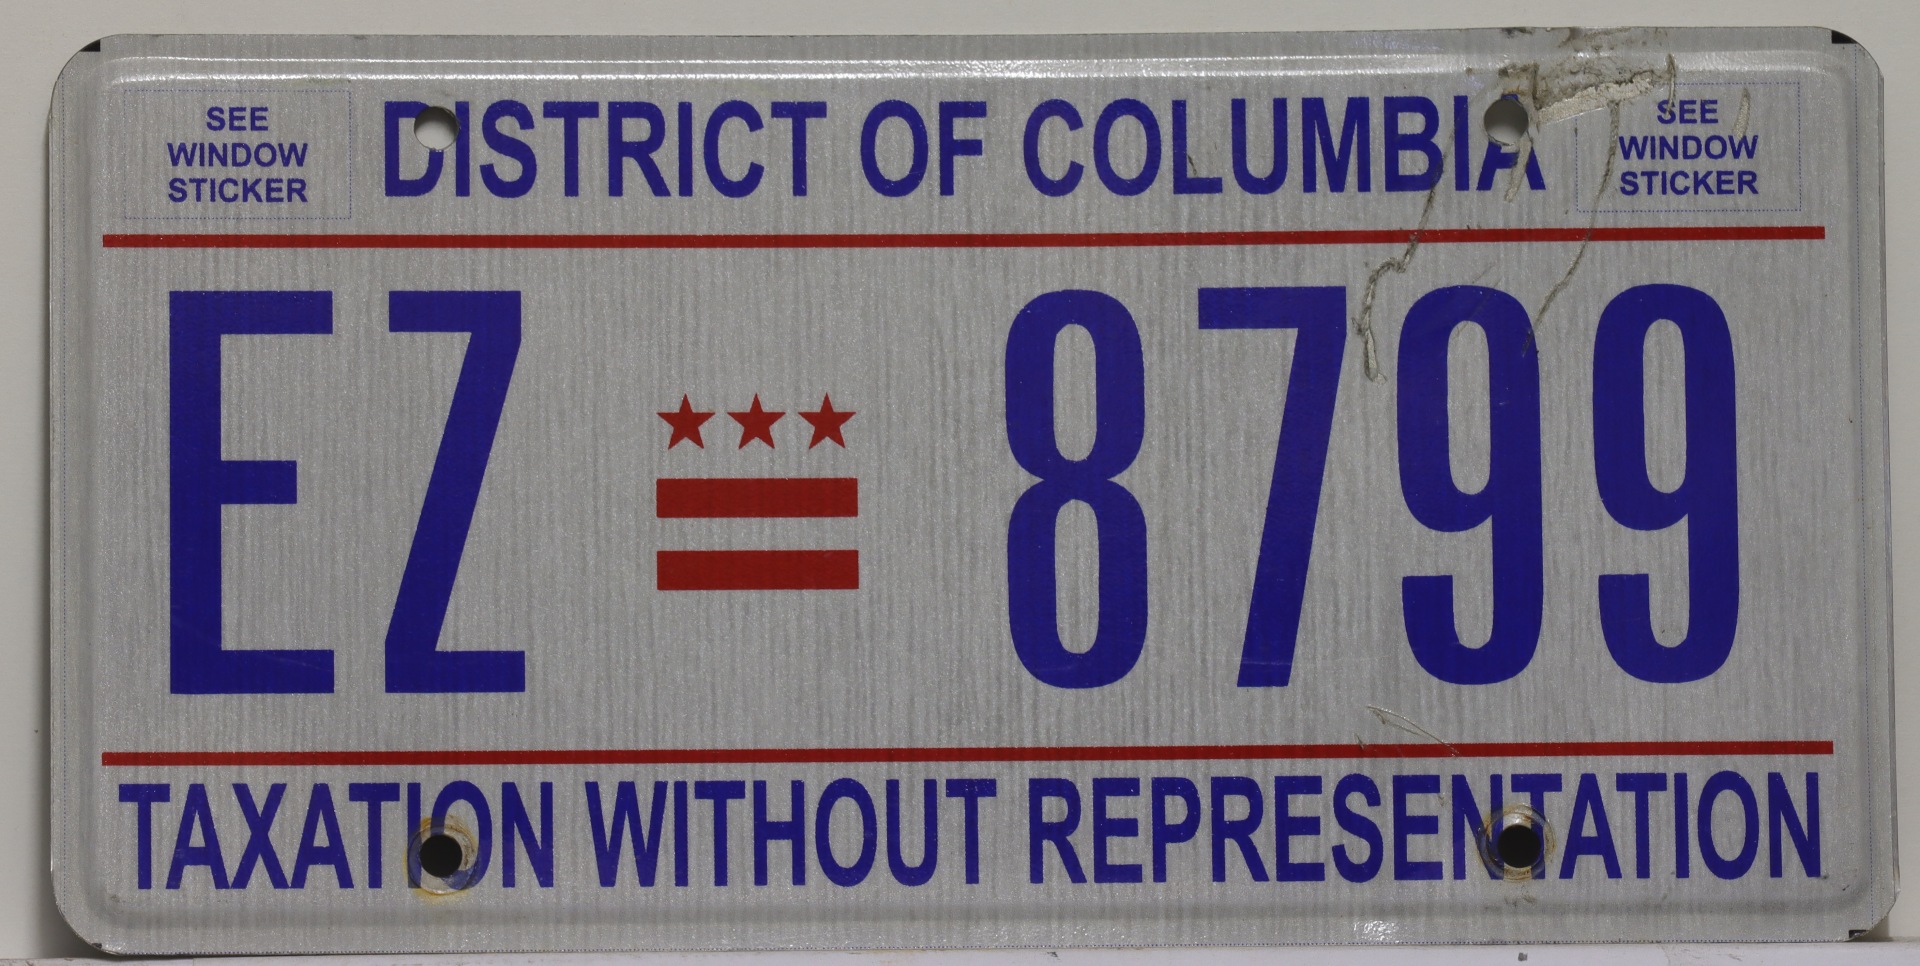 SEE
WINDOW
STICKER
DISTRICT OF COLUMBIA
SEE
WINDOW
STICKER
EZ 8799
TAXATION WITHOUT REPRESENTATION